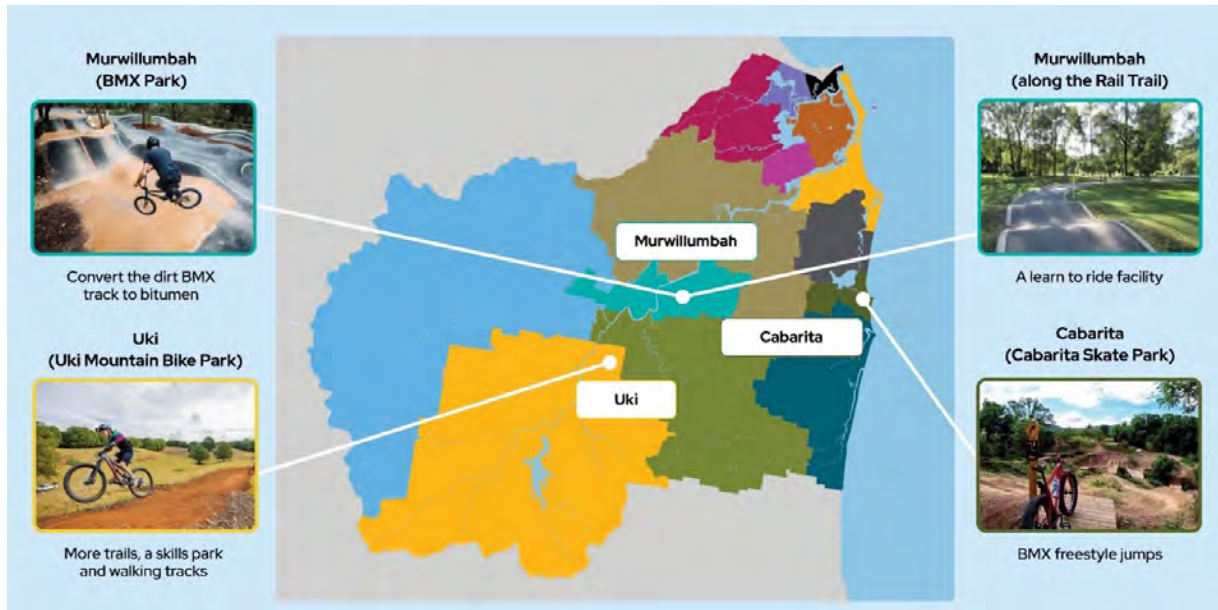 Murwillumbah
(BMX Park)
Convert the dirt BMX
track to bitumen
Uki
(Uki Mountain Bike Park)
More trails, a skills park
and walking tracks
Murwillumbah
Cabarita
Uki
Murwillumbah
(along the Rail Trail)
A learn to ride facility
Cabarita
(Cabarita Skate Park)
BMX freestyle jumps